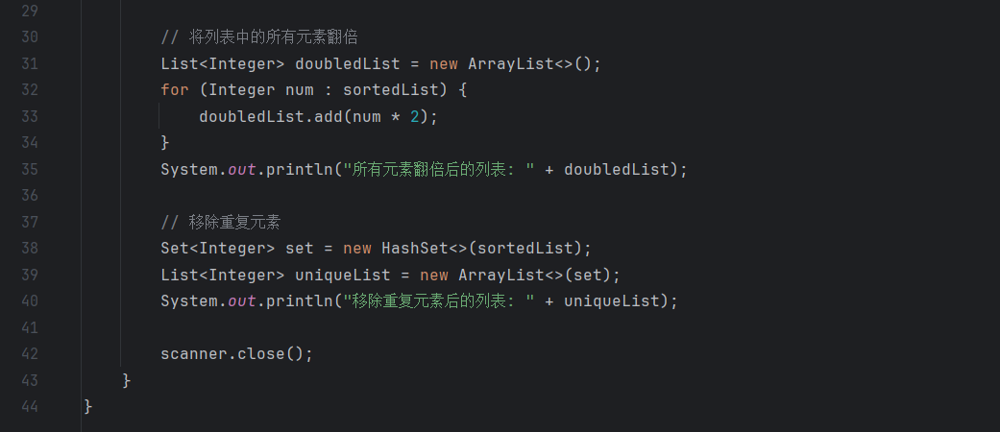 29
30 // 将列表中的所有元素翻倍
31 List<Integer> doubledList = new ArrayList<>();
32 for (Integer num : sortedList) {
33 doubledList.add(num * 2);
34 }
35 System.out.println("所有元素翻倍后的列表: " + doubledList);
36
37 // 移除重复元素
38 Set<Integer> set = new HashSet<>(sortedList);
39 List<Integer> uniqueList = new ArrayList<>(set);
40 System.out.println("移除重复元素后的列表: " + uniqueList);
41
42 scanner.close();
43 }
44 }